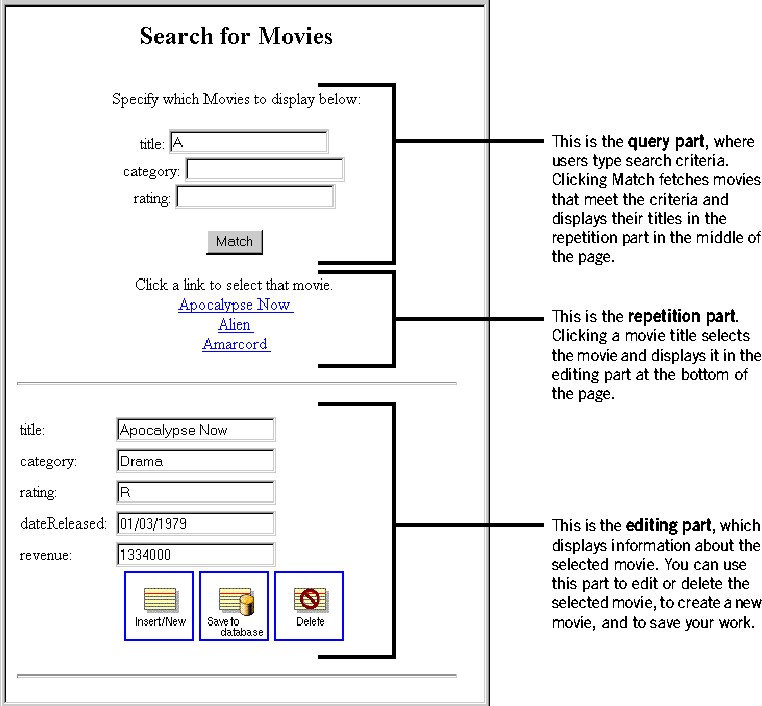 Search for Movies
Specify which Movies to display below:
title: A
category:
rating:
Match
Click a link to select that movie.
Apocalypse Now
Alien
Amarcord
title: Apocalypse Now
category: Drama
rating: R
dateReleased: 01/03/1979
revenue: 1334000
Insert/New
Save to
database
Delete
This is the query part, where
users type search criteria.
Clicking Match fetches movies
that meet the criteria and
displays their titles in the
repetition part in the middle of
the page.
This is the repetition part.
Clicking a movie title selects
the movie and displays it in the
editing part at the bottom of
the page.
This is the editing part, which
displays information about the
selected movie. You can use
this part to edit or delete the
selected movie, to create a new
movie, and to save your work.